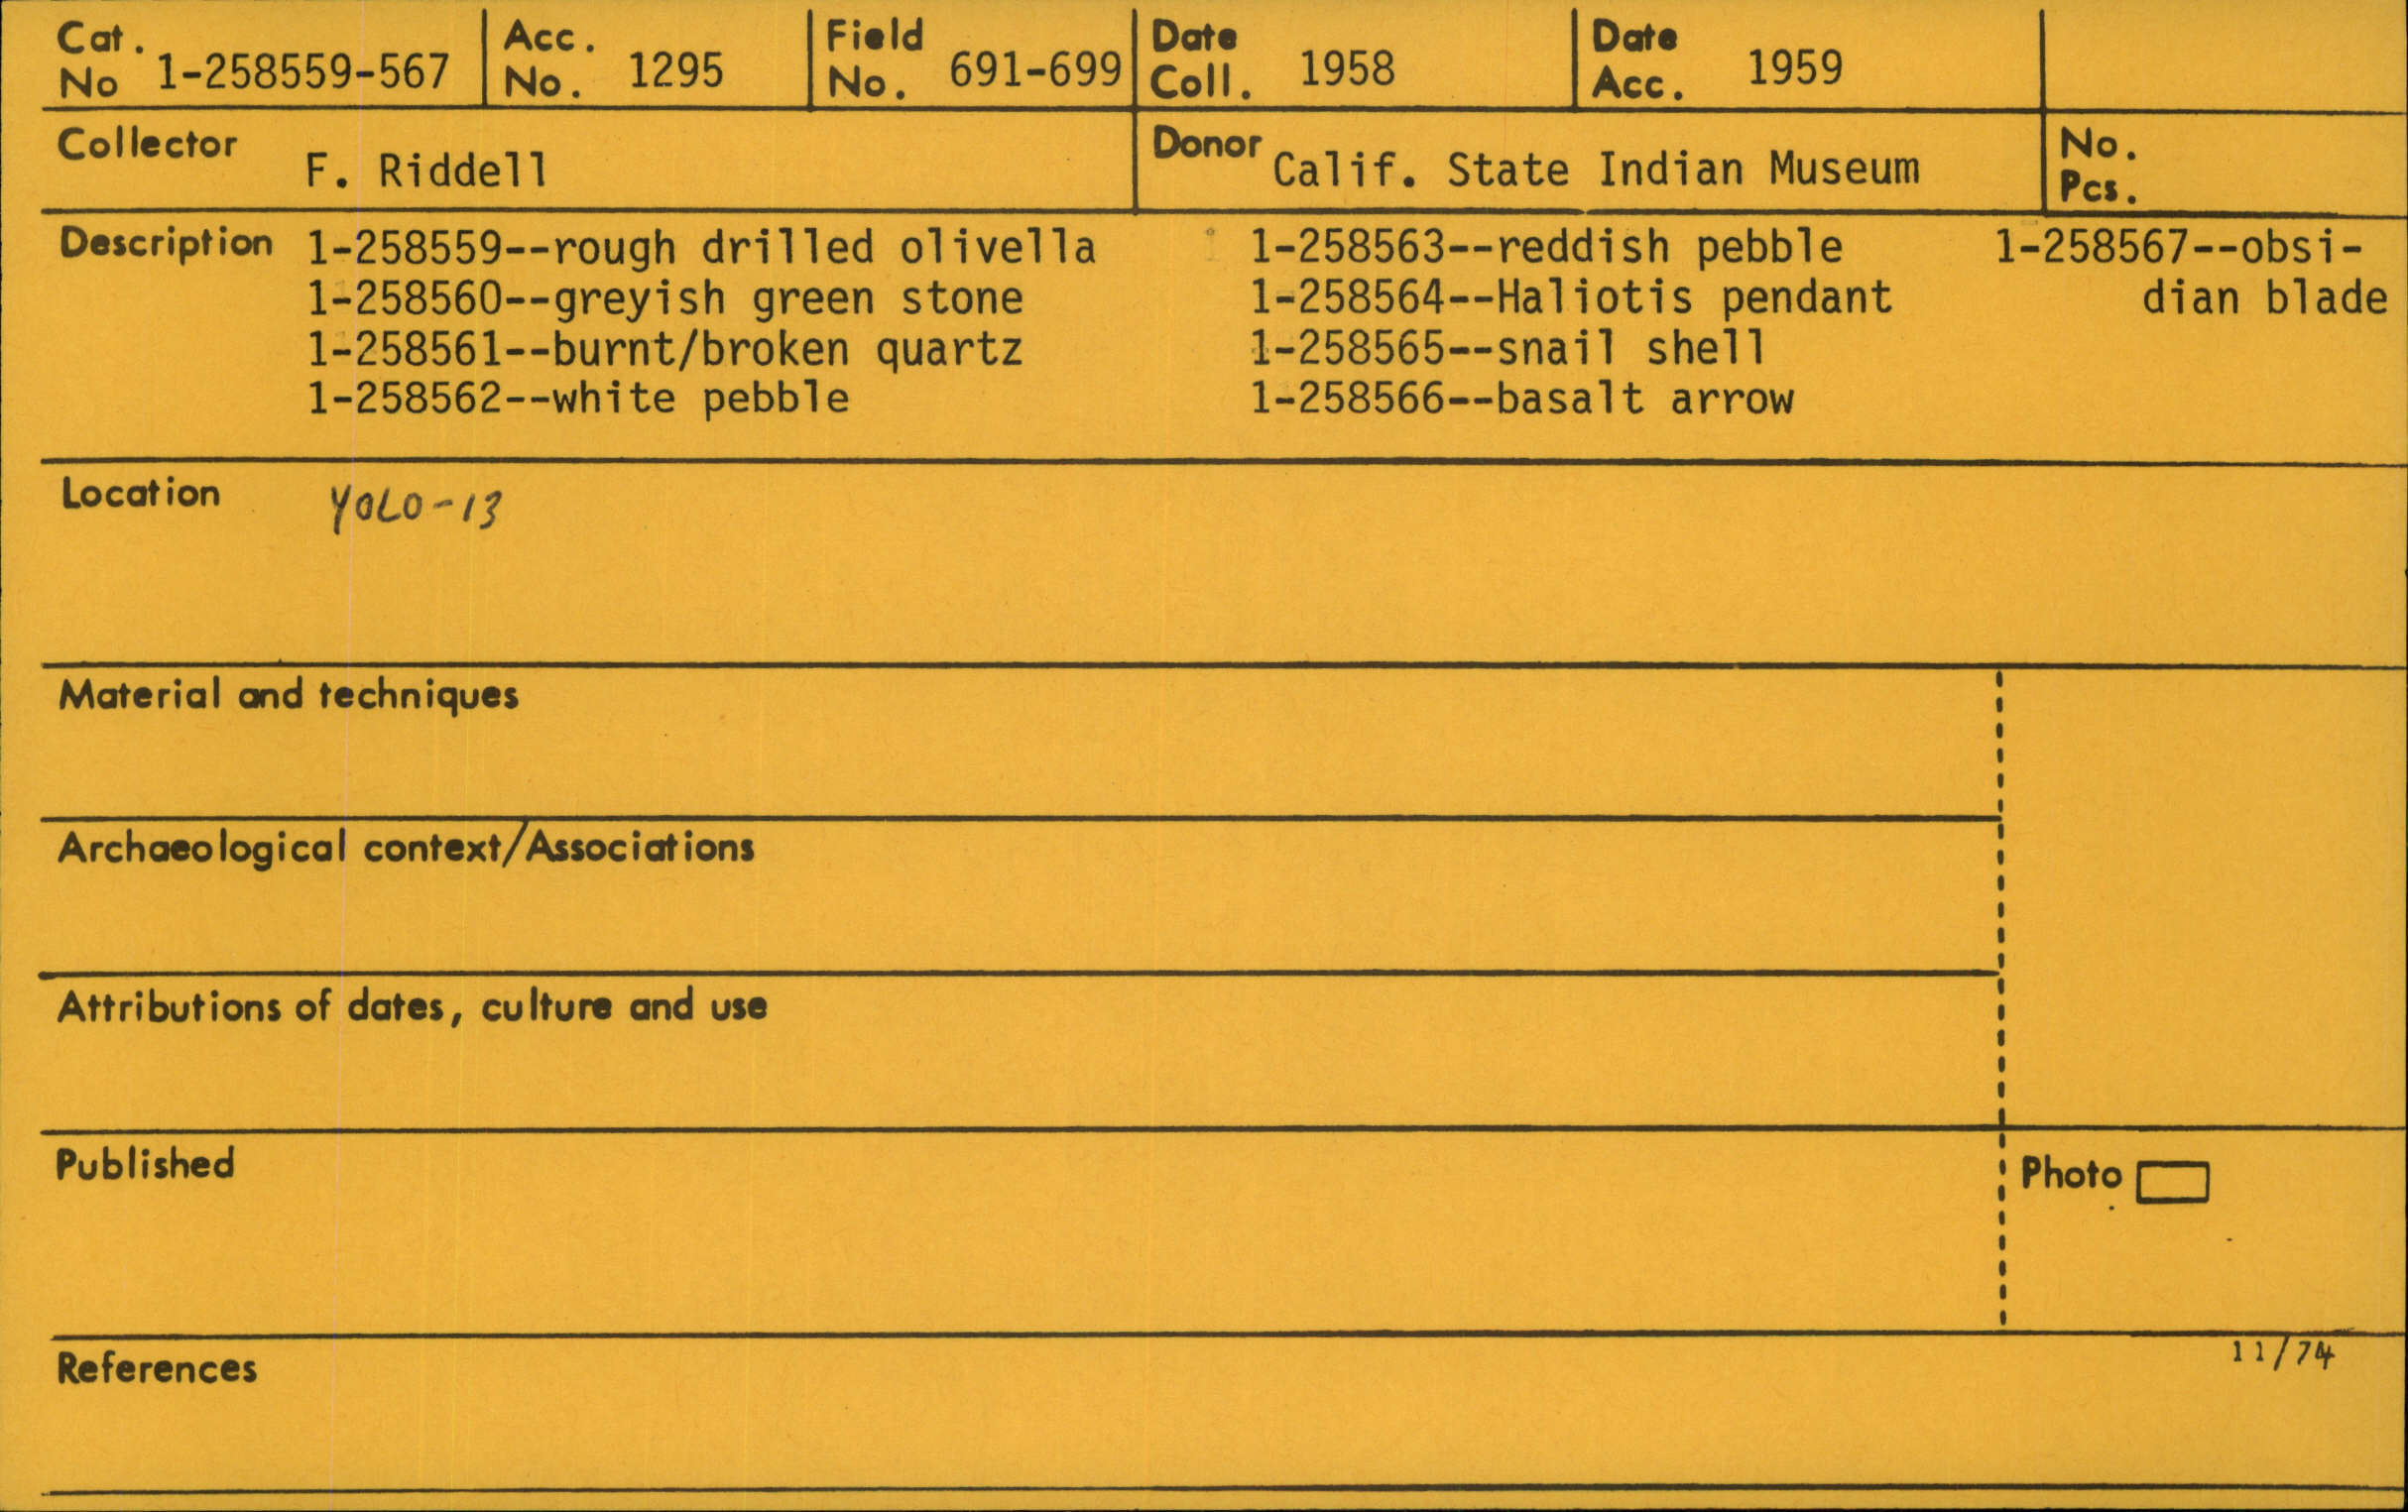 Cat. No 1-258559-567 Acc. No. 1295 Field No. 691-699 Date Coll. 1958 Date Acc. 1959
Collector F. Riddell Donor Calif. State Indian Museum No. Pcs.
Description 1-258559--rough drilled olivella 1-258563--reddish pebble 1-258567--obsi-
1-258560--greyish green stone 1-258564--Haliotis pendant dian blade
1-258561--burnt/broken quartz 1-258565--snail shell
1-258562--white pebble 1-258566--basalt arrow
Location YOLO-13
Material and techniques
Archaeological context/Associations
Attributions of dates, culture and use
Published
Photo
References
11/74